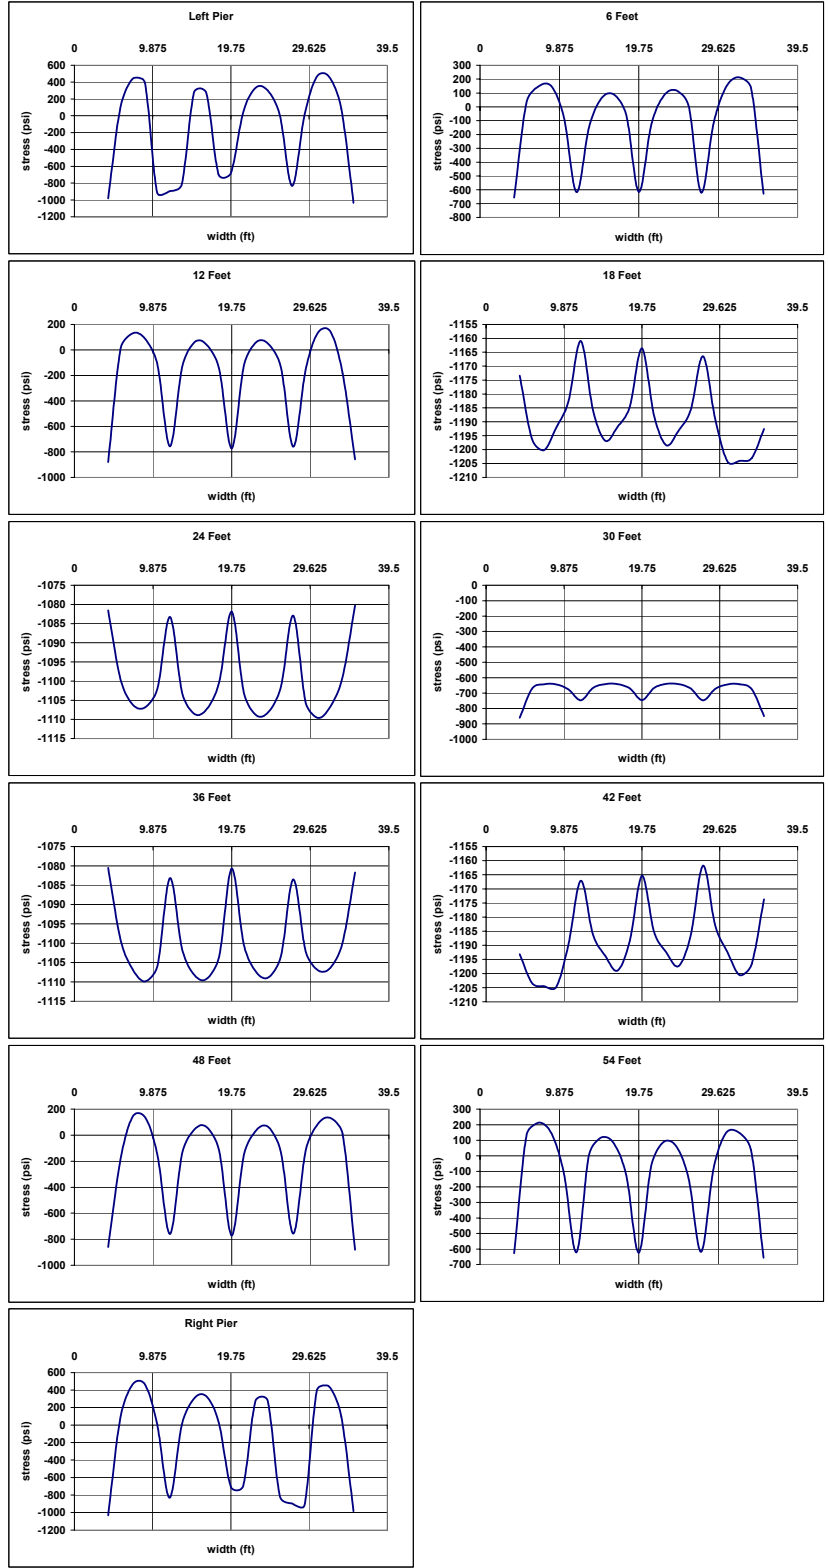 Left Pier
0 9.875 19.75 29.625 39.5
600
400
200
0
-200
-400
-600
-800
-1000
-1200
stress (psi)
width (ft)
6 Feet
0 9.875 19.75 29.625 39.5
300
200
100
0
-100
-200
-300
-400
-500
-600
-700
-800
stress (psi)
width (ft)
12 Feet
0 9.875 19.75 29.625 39.5
200
0
-200
-400
-600
-800
-1000
stress (psi)
width (ft)
18 Feet
0 9.875 19.75 29.625 39.5
-1155
-1160
-1165
-1170
-1175
-1180
-1185
-1190
-1195
-1200
-1205
-1210
stress (psi)
width (ft)
24 Feet
0 9.875 19.75 29.625 39.5
-1075
-1080
-1085
-1090
-1095
-1100
-1105
-1110
-1115
stress (psi)
width (ft)
30 Feet
0 9.875 19.75 29.625 39.5
0
-100
-200
-300
-400
-500
-600
-700
-800
-900
-1000
stress (psi)
width (ft)
36 Feet
0 9.875 19.75 29.625 39.5
-1075
-1080
-1085
-1090
-1095
-1100
-1105
-1110
-1115
stress (psi)
width (ft)
42 Feet
0 9.875 19.75 29.625 39.5
-1155
-1160
-1165
-1170
-1175
-1180
-1185
-1190
-1195
-1200
-1205
-1210
stress (psi)
width (ft)
48 Feet
0 9.875 19.75 29.625 39.5
200
0
-200
-400
-600
-800
-1000
stress (psi)
width (ft)
54 Feet
0 9.875 19.75 29.625 39.5
300
200
100
0
-100
-200
-300
-400
-500
-600
-700
stress (psi)
width (ft)
Right Pier
0 9.875 19.75 29.625 39.5
600
400
200
0
-200
-400
-600
-800
-1000
-1200
stress (psi)
width (ft)